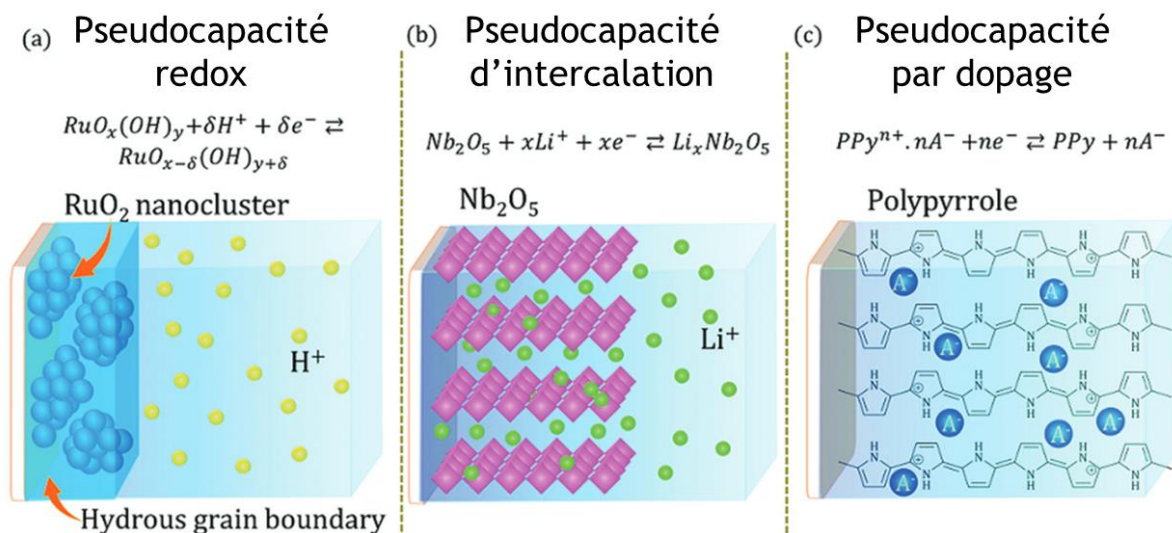 (a) Pseudocapacité
redox
RuOₓ(OH)ᵧ+δH⁺ + δe⁻ ⇄
RuOₓ₋δ(OH)ᵧ₊δ
RuO₂ nanocluster
H⁺
Hydrous grain boundary
(b) Pseudocapacité
d'intercalation
Nb₂O₅ + xLi⁺ + xe⁻ ⇄ LiₓNb₂O₅
Nb₂O₅
Li⁺
(c) Pseudocapacité
par dopage
PPyⁿ⁺.nA⁻ +ne⁻ ⇄ PPy + nA⁻
Polypyrrole
H N N H H N N H H N N H
A⁻ A⁻
N H N H N H N H N H N H
A⁻ A⁻
N H N H N H N H N H N H
A⁻ A⁻ A⁻
N H N H N H N H N H N H
A⁻